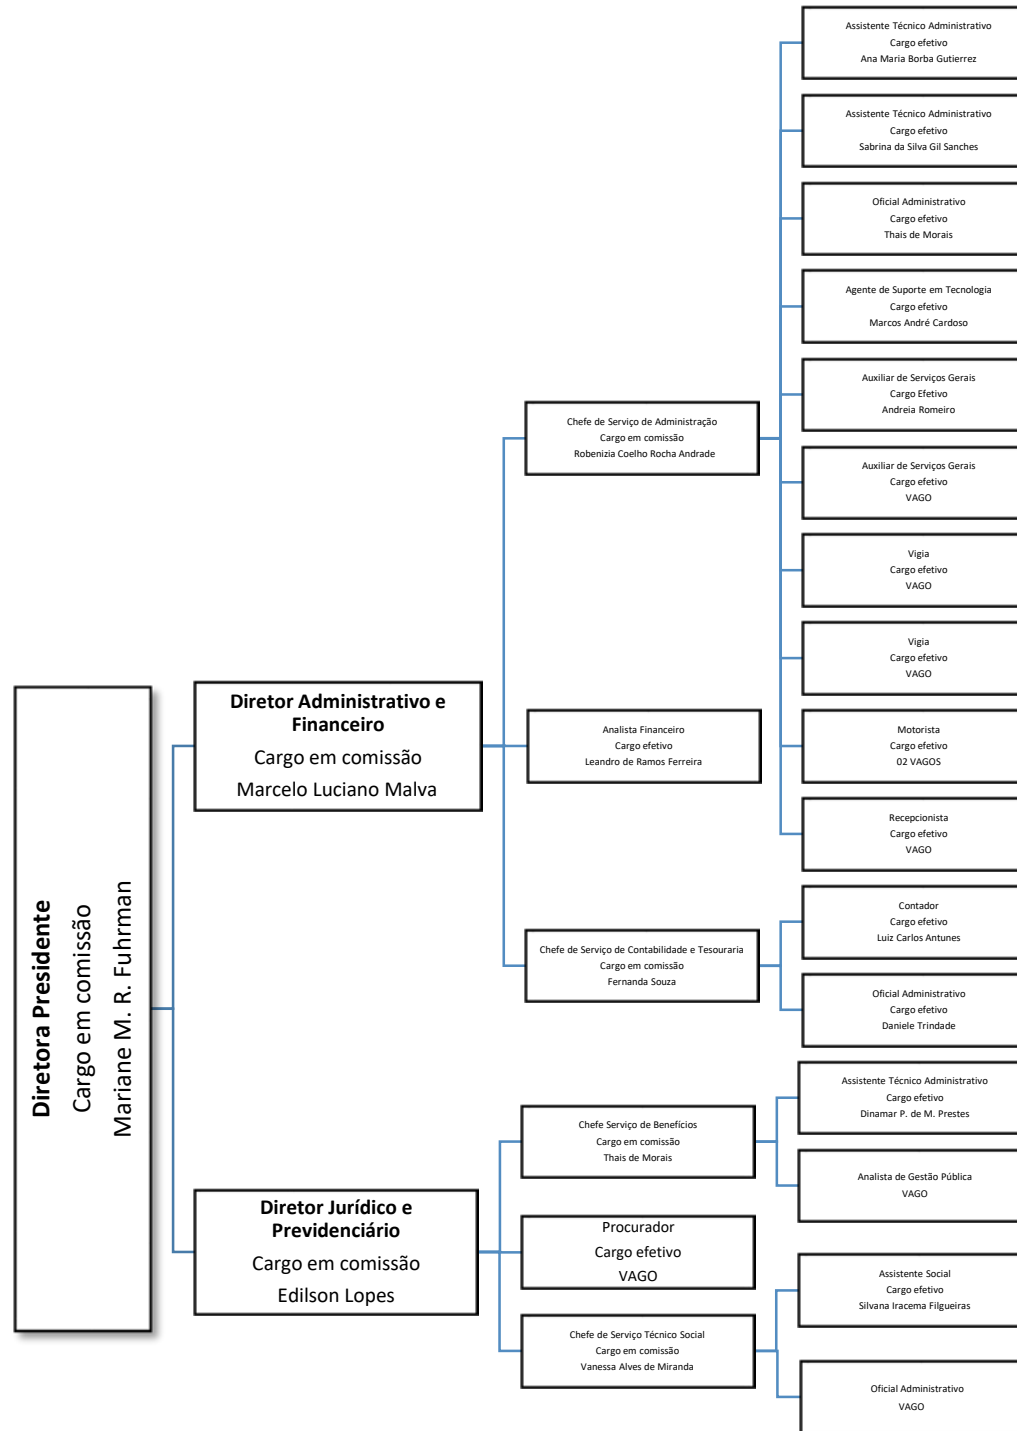 Diretora Presidente
Cargo em comissão
Mariane M. R. Fuhrman
Diretor Administrativo e
Financeiro
Cargo em comissão
Marcelo Luciano Malva
Chefe de Serviço de Administração
Cargo em comissão
Robenizia Coelho Rocha Andrade
Assistente Técnico Administrativo
Cargo efetivo
Ana Maria Borba Gutierrez
Assistente Técnico Administrativo
Cargo efetivo
Sabrina da Silva Gil Sanches
Oficial Administrativo
Cargo efetivo
Thais de Morais
Agente de Suporte em Tecnologia
Cargo efetivo
Marcos André Cardoso
Auxiliar de Serviços Gerais
Cargo Efetivo
Andreia Romeiro
Auxiliar de Serviços Gerais
Cargo efetivo
VAGO
Vigia
Cargo efetivo
VAGO
Vigia
Cargo efetivo
VAGO
Motorista
Cargo efetivo
02 VAGOS
Recepcionista
Cargo efetivo
VAGO
Analista Financeiro
Cargo efetivo
Leandro de Ramos Ferreira
Chefe de Serviço de Contabilidade e Tesouraria
Cargo em comissão
Fernanda Souza
Contador
Cargo efetivo
Luiz Carlos Antunes
Oficial Administrativo
Cargo efetivo
Daniele Trindade
Diretor Jurídico e
Previdenciário
Cargo em comissão
Edilson Lopes
Chefe Serviço de Benefícios
Cargo em comissão
Thais de Morais
Assistente Técnico Administrativo
Cargo efetivo
Dinamar P. de M. Prestes
Analista de Gestão Pública
VAGO
Procurador
Cargo efetivo
VAGO
Chefe de Serviço Técnico Social
Cargo em comissão
Vanessa Alves de Miranda
Assistente Social
Cargo efetivo
Silvana Iracema Filgueiras
Oficial Administrativo
VAGO